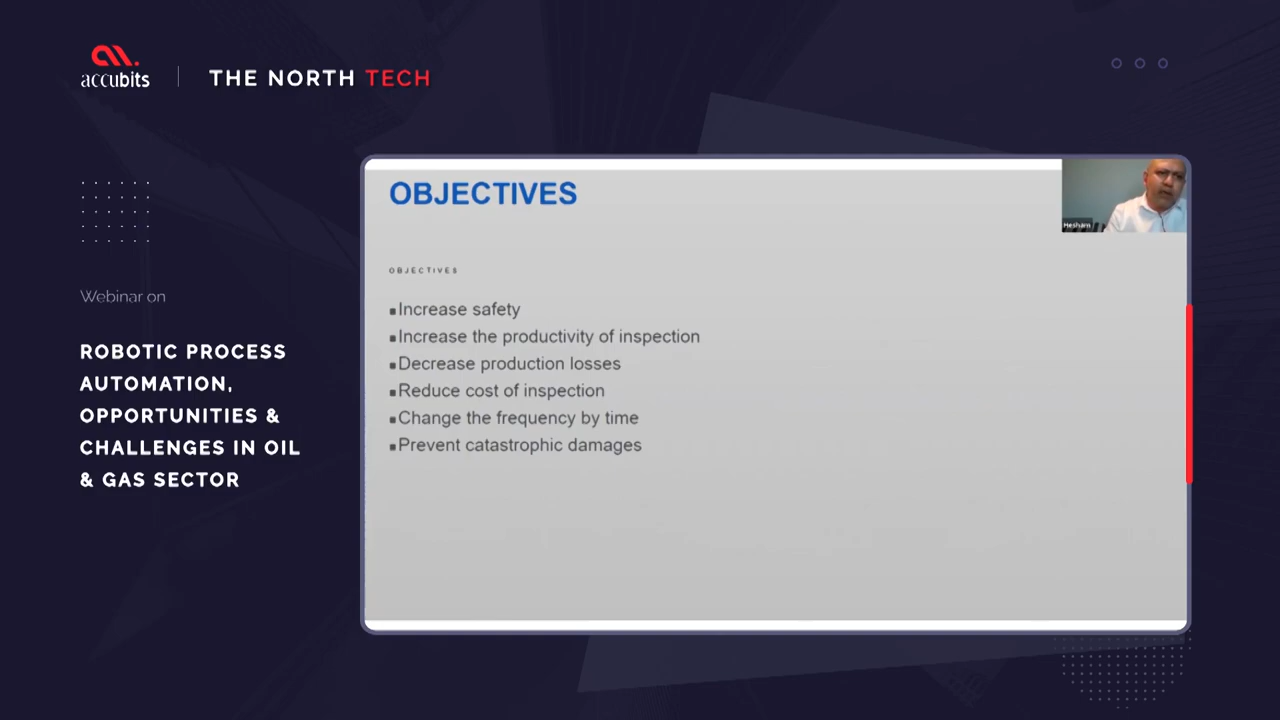 accubits
THE NORTH TECH
Webinar on
ROBOTIC PROCESS
AUTOMATION,
OPPORTUNITIES &
CHALLENGES IN OIL
& GAS SECTOR
OBJECTIVES
Hesham
OBJECTIVES
Increase safety
Increase the productivity of inspection
Decrease production losses
Reduce cost of inspection
Change the frequency by time
Prevent catastrophic damages